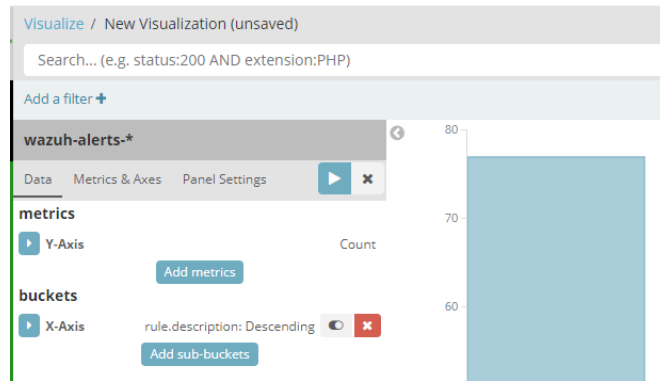 Visualize / New Visualization (unsaved)
Search... (e.g. status:200 AND extension:PHP)
Add a filter +
wazuh-alerts-*
Data Metrics & Axes Panel Settings
metrics
Y-Axis Count
Add metrics
buckets
X-Axis rule.description: Descending
Add sub-buckets
80
70
60